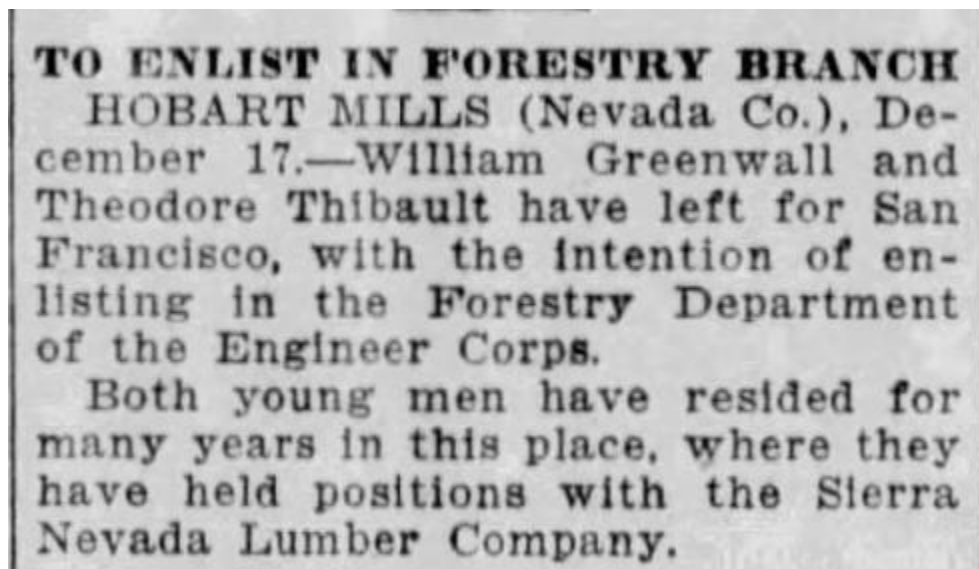 TO ENLIST IN FORESTRY BRANCH
HOBART MILLS (Nevada Co.), De-
cember 17.—William Greenwall and
Theodore Thibault have left for San
Francisco, with the intention of en-
listing in the Forestry Department
of the Engineer Corps.
Both young men have resided for
many years in this place, where they
have held positions with the Sierra
Nevada Lumber Company.